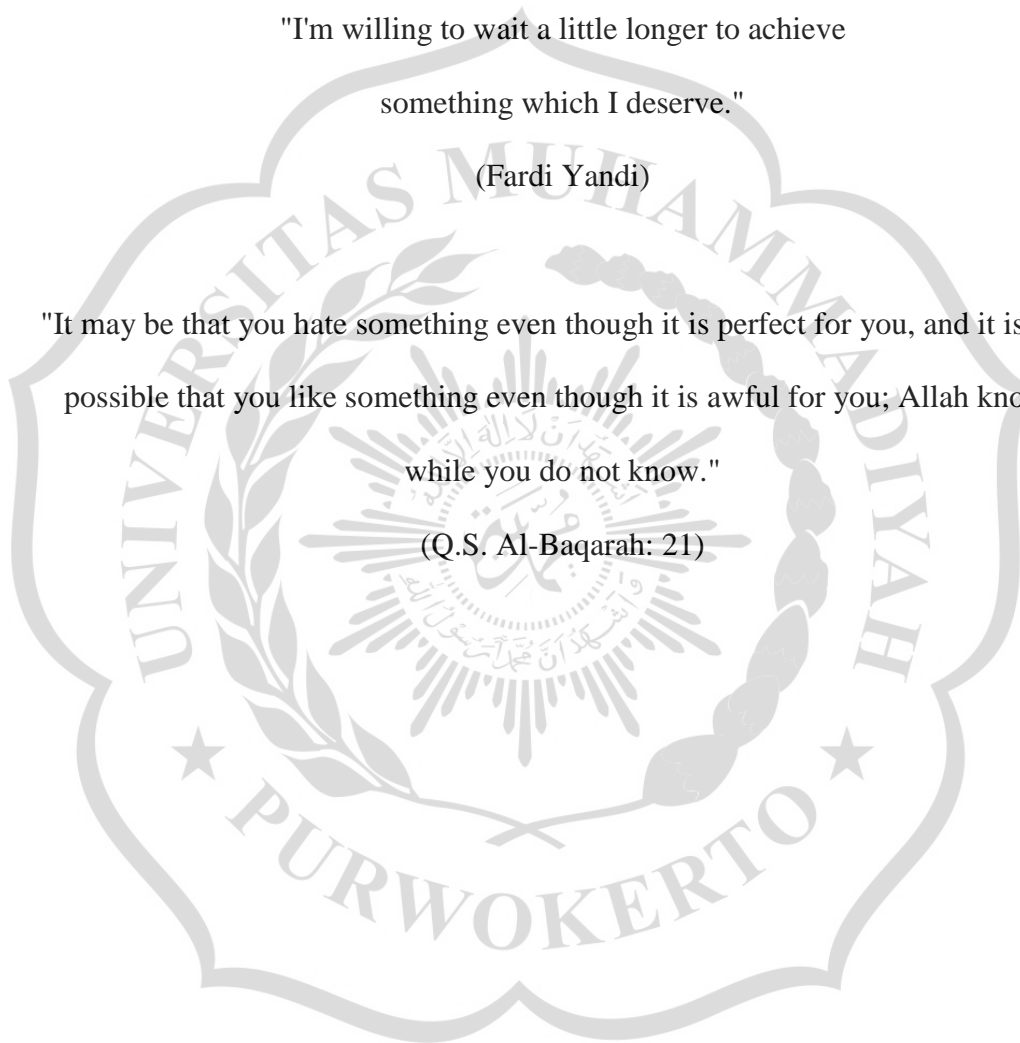 "I'm willing to wait a little longer to achieve
something which I deserve."
(Fardi Yandi)
"It may be that you hate something even though it is perfect for you, and it is
possible that you like something even though it is awful for you; Allah kno
while you do not know."
(Q.S. Al-Baqarah: 21)
UNIVERSITAS MUHAMMADIYAH
PURWOKERTO